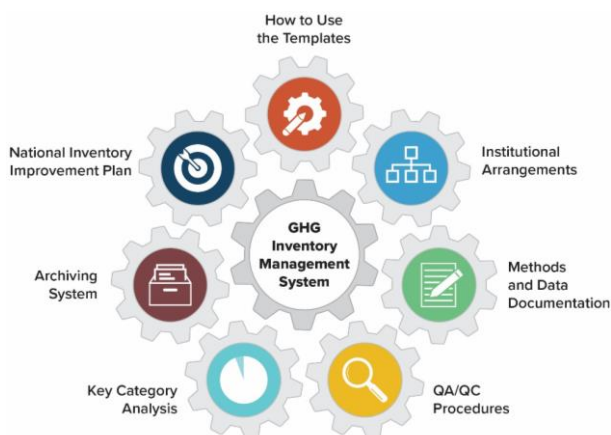 How to Use
the Templates
Institutional
Arrangements
Methods
and Data
Documentation
QA/QC
Procedures
Key Category
Analysis
Archiving
System
National Inventory
Improvement Plan
GHG
Inventory
Management
System